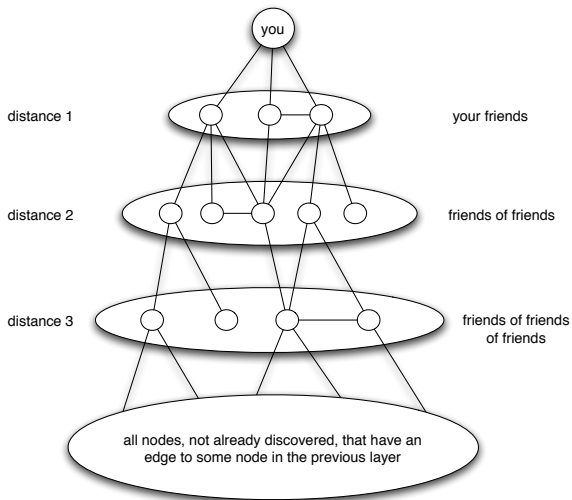 you
distance 1
your friends
distance 2
friends of friends
distance 3
friends of friends
of friends
all nodes, not already discovered, that have an
edge to some node in the previous layer